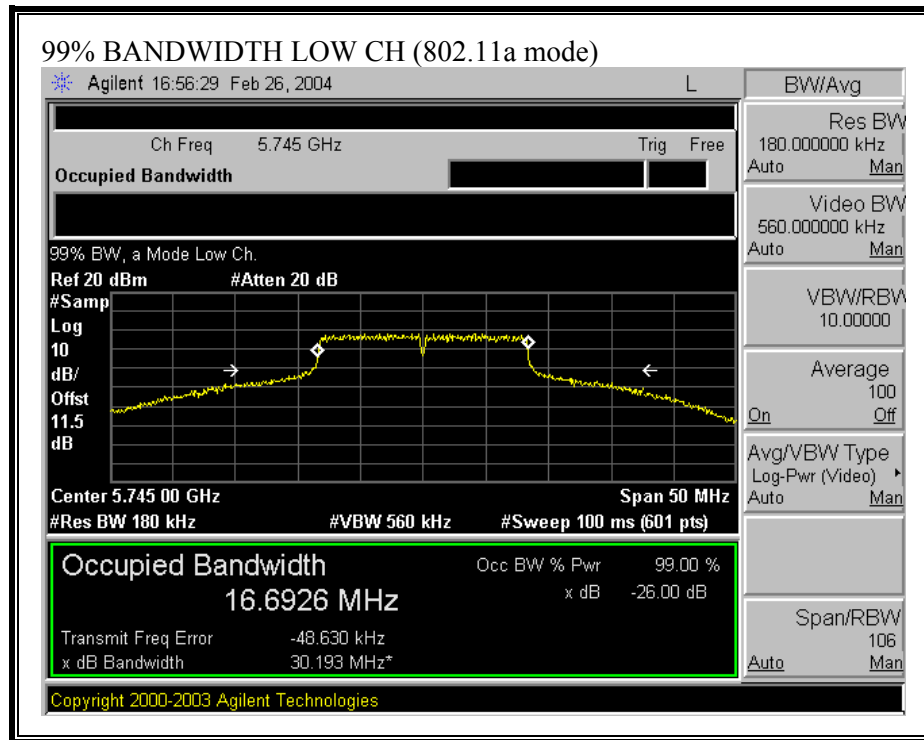 99% BANDWIDTH LOW CH (802.11a mode)
Agilent 16:56:29 Feb 26, 2004 L
Ch Freq 5.745 GHz Trig Free
Occupied Bandwidth
99% BW, a Mode Low Ch.
Ref 20 dBm #Atten 20 dB
#Samp
Log
10
dB/
Offst
11.5
dB
Center 5.745 00 GHz Span 50 MHz
#Res BW 180 kHz #VBW 560 kHz #Sweep 100 ms (601 pts)
Occupied Bandwidth
16.6926 MHz
Occ BW % Pwr 99.00 %
x dB -26.00 dB
Transmit Freq Error -48.630 kHz
x dB Bandwidth 30.193 MHz*
Copyright 2000-2003 Agilent Technologies
BW/Avg
Res BW
180.000000 kHz
Auto Man
Video BW
560.000000 kHz
Auto Man
VBW/RBW
10.00000
Average
100
On Off
Avg/VBW Type
Log-Pwr (Video)
Auto Man
Span/RBW
106
Auto Man